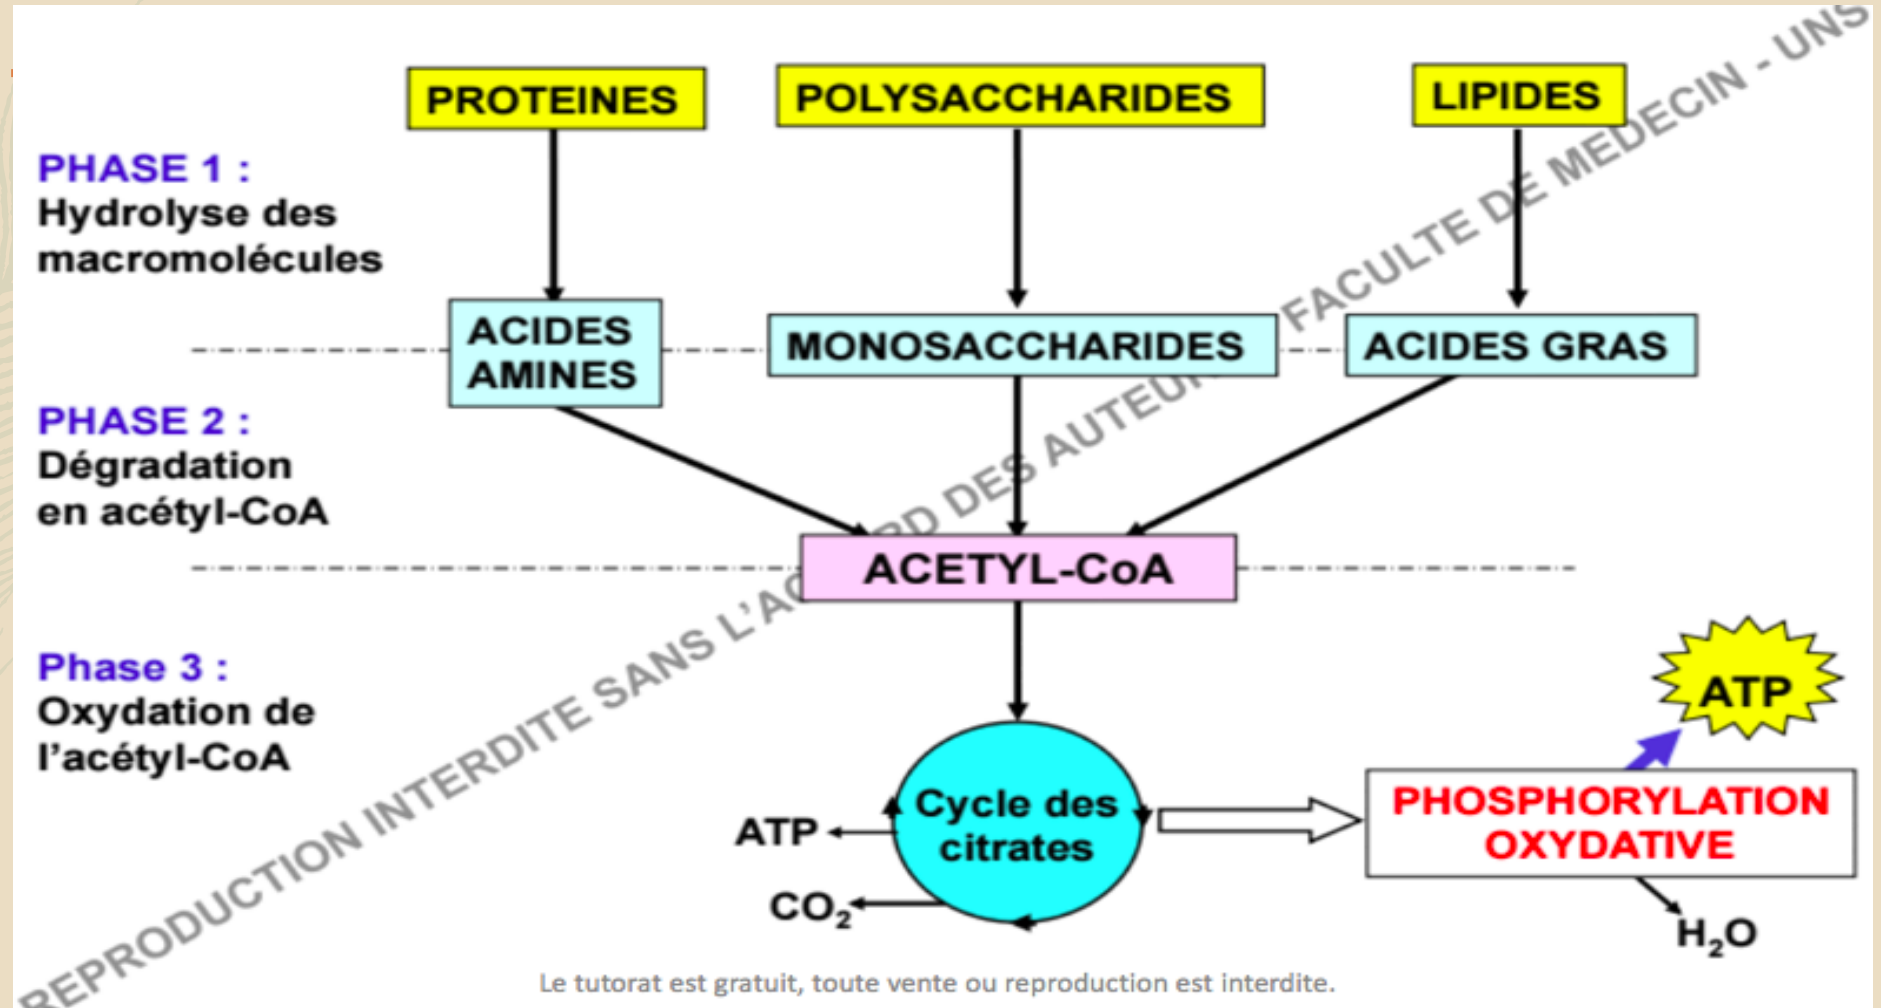 PROTEINES
POLYSACCHARIDES
LIPIDES
PHASE 1 :
Hydrolyse des
macromolécules
ACIDES
AMINES
MONOSACCHARIDES
ACIDES GRAS
PHASE 2 :
Dégradation
en acétyl-CoA
ACETYL-CoA
Phase 3 :
Oxydation de
l'acétyl-CoA
Cycle des
citrates
ATP
CO₂
ATP
PHOSPHORYLATION
OXYDATIVE
H₂O
REPRODUCTION INTERDITE SANS L'ACCORD DES AUTEURS FACULTE DE MEDECIN - UNS
Le tutorat est gratuit, toute vente ou reproduction est interdite.